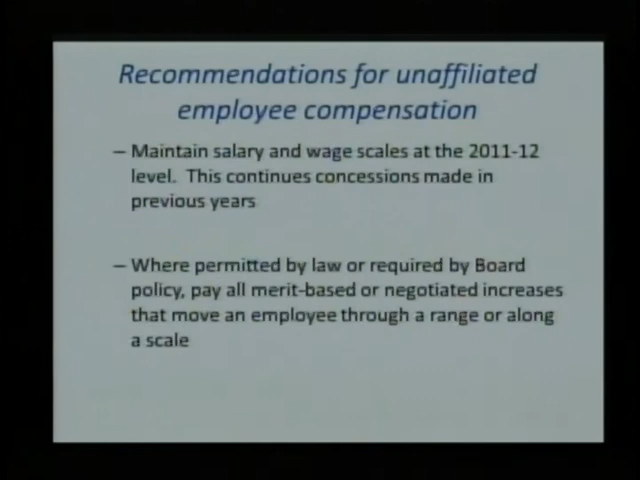 Recommendations for unaffiliated
employee compensation
– Maintain salary and wage scales at the 2011-12
level.  This continues concessions made in
previous years
– Where permitted by law or required by Board
policy, pay all merit-based or negotiated increases
that move an employee through a range or along
a scale